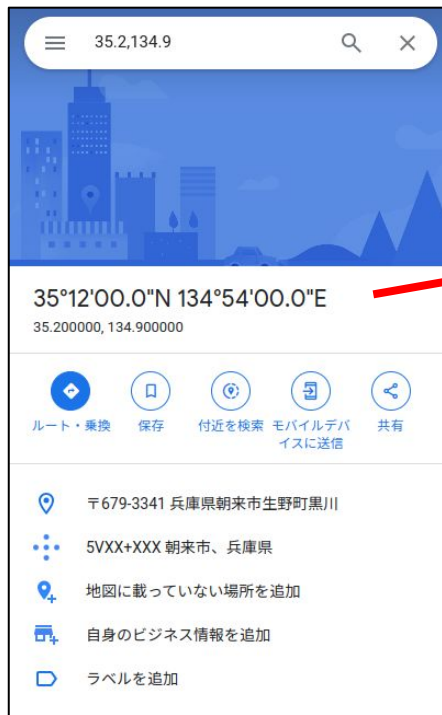 35.2,134.9
35°12'00.0"N 134°54'00.0"E
35.200000, 134.900000
ルート・乗換
保存
付近を検索
モバイルデバ
イスに送信
共有
〒679-3341 兵庫県朝来市生野町黒川
5VXX+XXX 朝来市、兵庫県
地図に載っていない場所を追加
自身のビジネス情報を追加
ラベルを追加